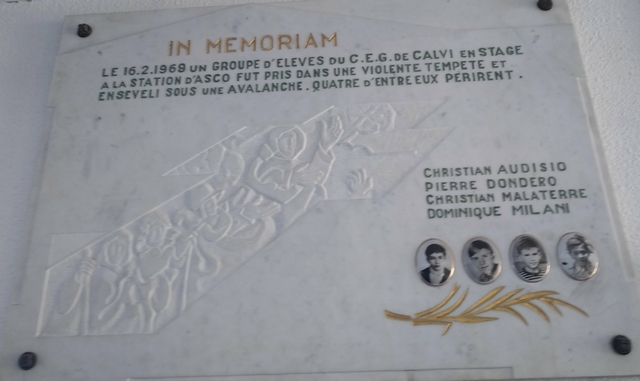 IN MEMORIAM
LE 16.2.1969 UN GROUPE D'ELEVES DU C.E.G. DE CALVI EN STAGE
A LA STATION D'ASCO FUT PRIS DANS UNE VIOLENTE TEMPETE ET
ENSEVELI SOUS UNE AVALANCHE. QUATRE D'ENTRE EUX PERIRENT.
CHRISTIAN AUDISIO
PIERRE DONDERO
CHRISTIAN MALATERRE
DOMINIQUE MILANI